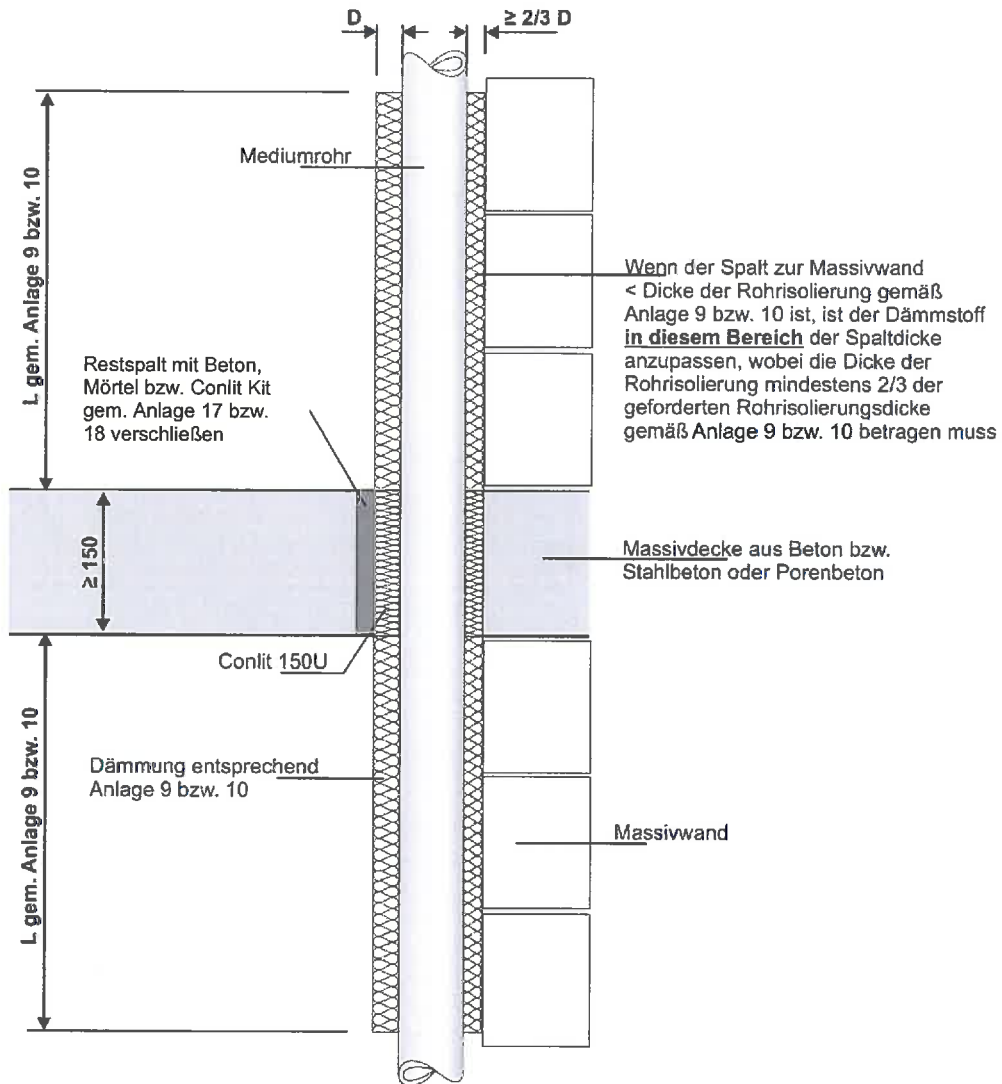 D
≥ 2/3 D
L gem. Anlage 9 bzw. 10
Mediumrohr
Wenn der Spalt zur Massivwand
< Dicke der Rohrisolierung gemäß
Anlage 9 bzw. 10 ist, ist der Dämmstoff
in diesem Bereich der Spaltdicke
anzupassen, wobei die Dicke der
Rohrisolierung mindestens 2/3 der
geforderten Rohrisolierungsdicke
gemäß Anlage 9 bzw. 10 betragen muss
Restspalt mit Beton,
Mörtel bzw. Conlit Kit
gem. Anlage 17 bzw.
18 verschließen
≥ 150
Massivdecke aus Beton bzw.
Stahlbeton oder Porenbeton
Conlit 150U
L gem. Anlage 9 bzw. 10
Dämmung entsprechend
Anlage 9 bzw. 10
Massivwand